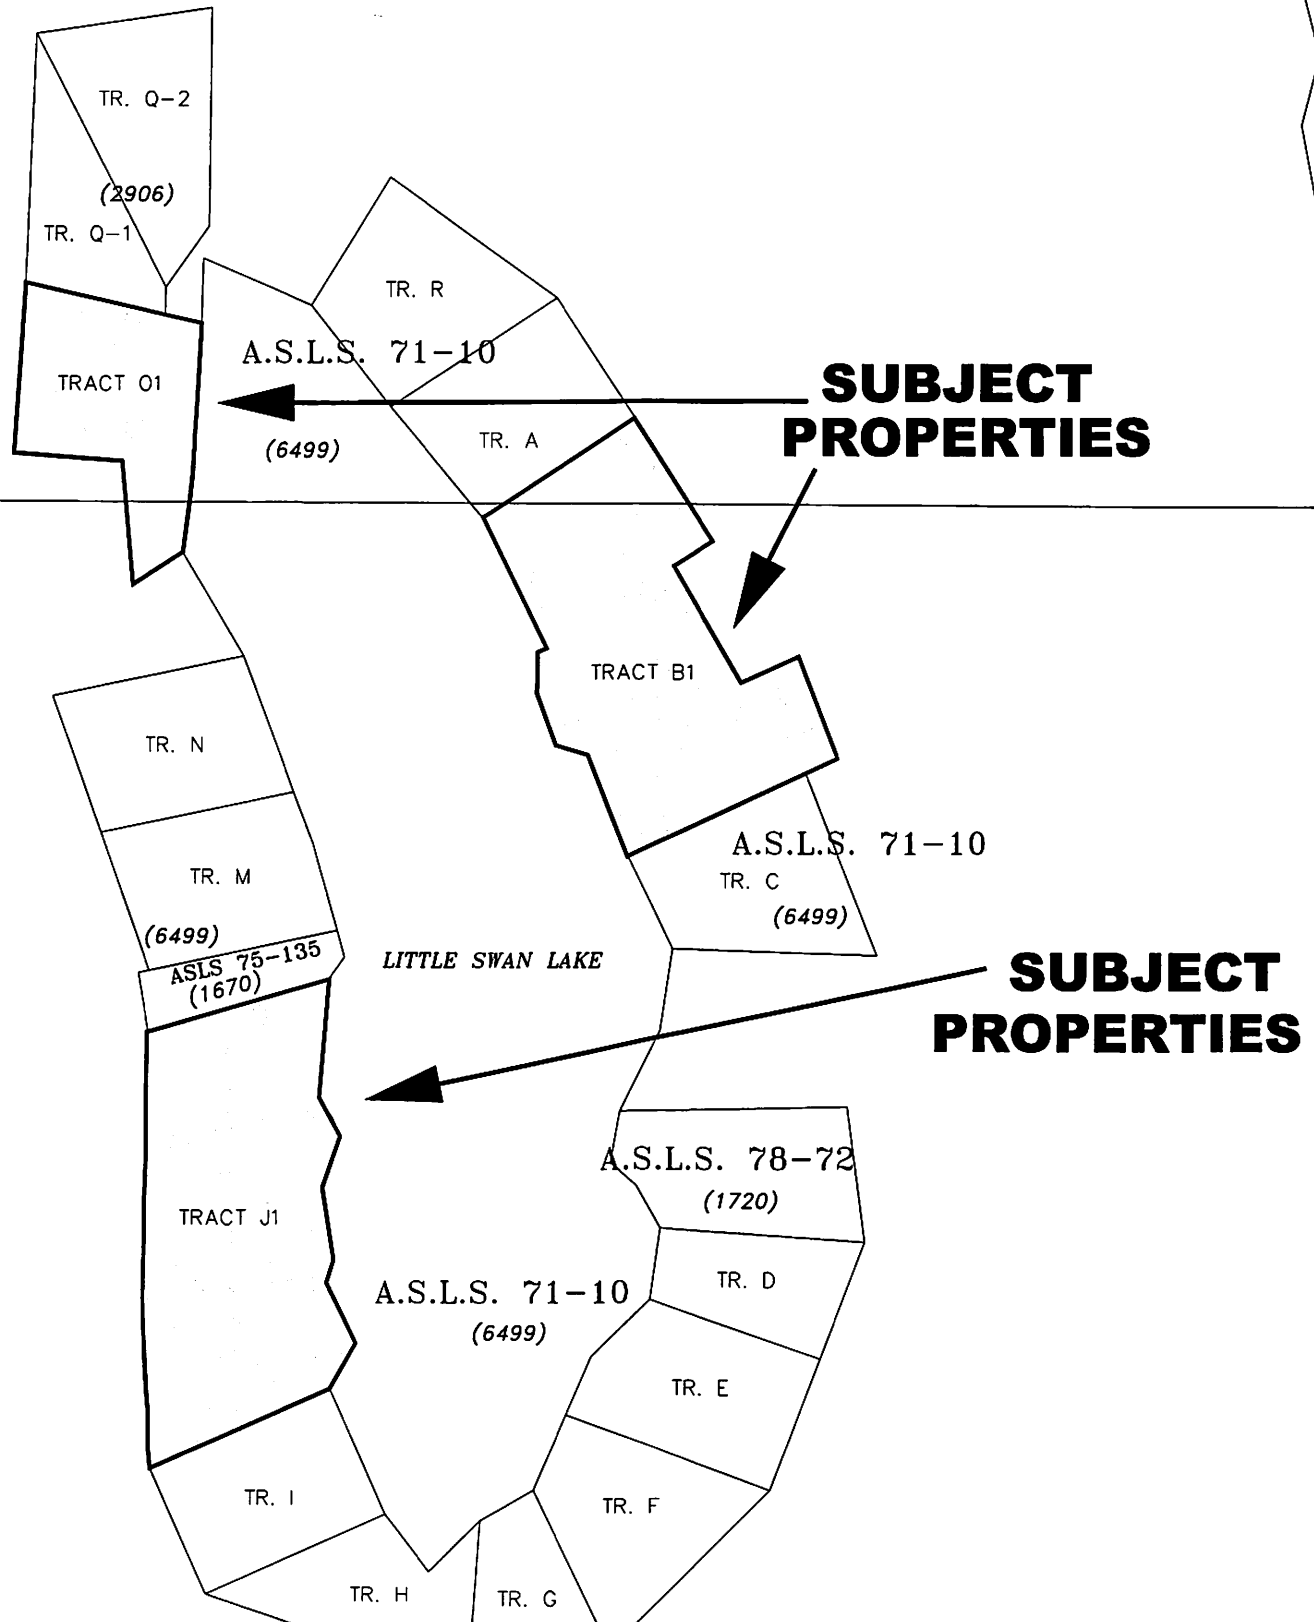 TR. Q-2
(2906)
TR. Q-1
TR. R
A.S.L.S. 71-10
TRACT O1
SUBJECT
PROPERTIES
TR. A
(6499)
TRACT B1
TR. N
A.S.L.S. 71-10
TR. M
TR. C
(6499)
(6499)
ASLS 75-135
(1670)
LITTLE SWAN LAKE
SUBJECT
PROPERTIES
A.S.L.S. 78-72
(1720)
TRACT J1
TR. D
A.S.L.S. 71-10
(6499)
TR. E
TR. I
TR. F
TR. H
TR. G